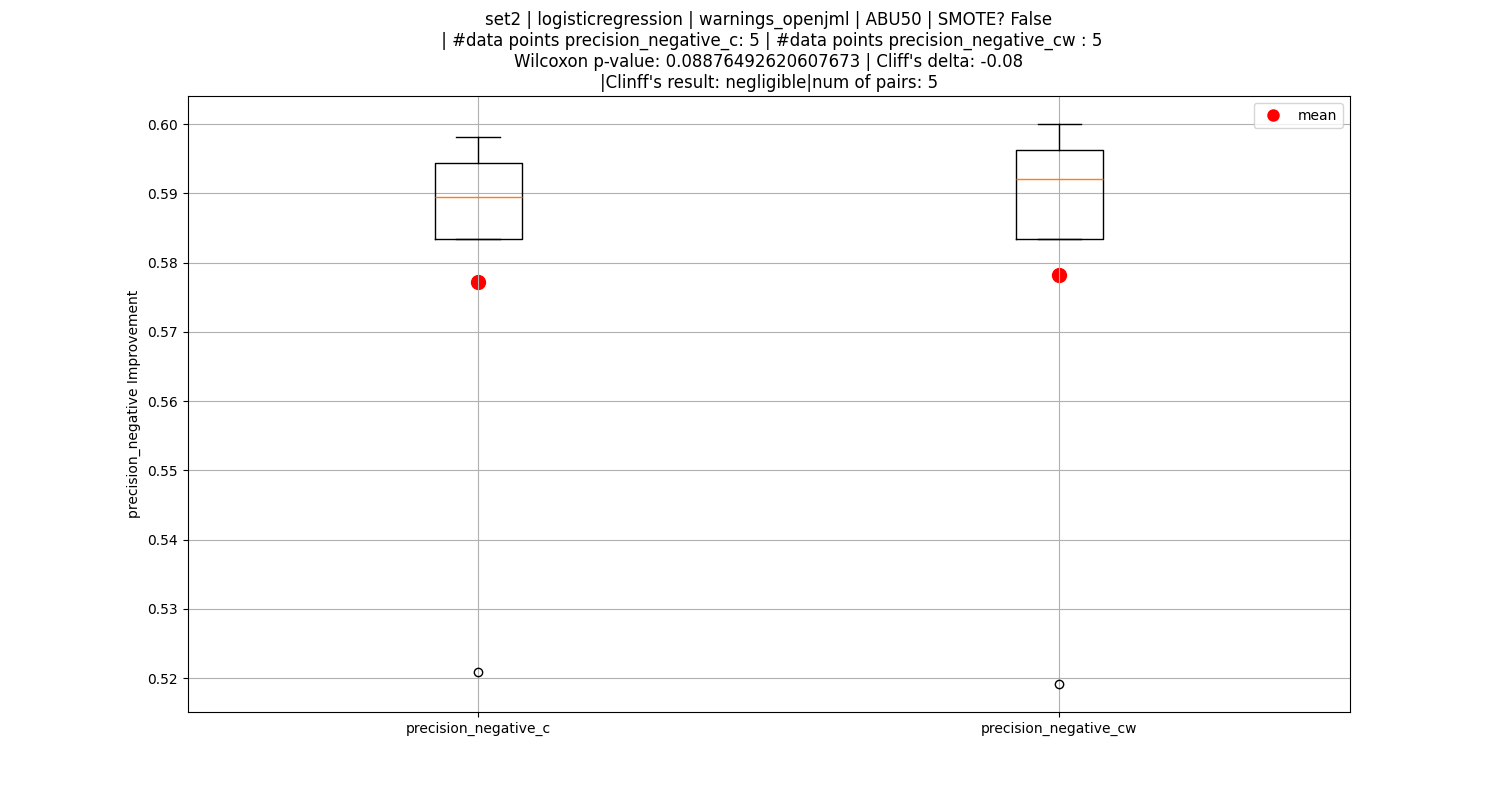 set2 | logisticregression | warnings_openjml | ABU50 | SMOTE? False
| #data points precision_negative_c: 5 | #data points precision_negative_cw : 5
Wilcoxon p-value: 0.08876492620607673 | Cliff's delta: -0.08
|Clinff's result: negligible|num of pairs: 5
mean
0.60
0.59
0.58
0.57
0.56
0.55
0.54
0.53
0.52
precision_negative Improvement
precision_negative_c
precision_negative_cw